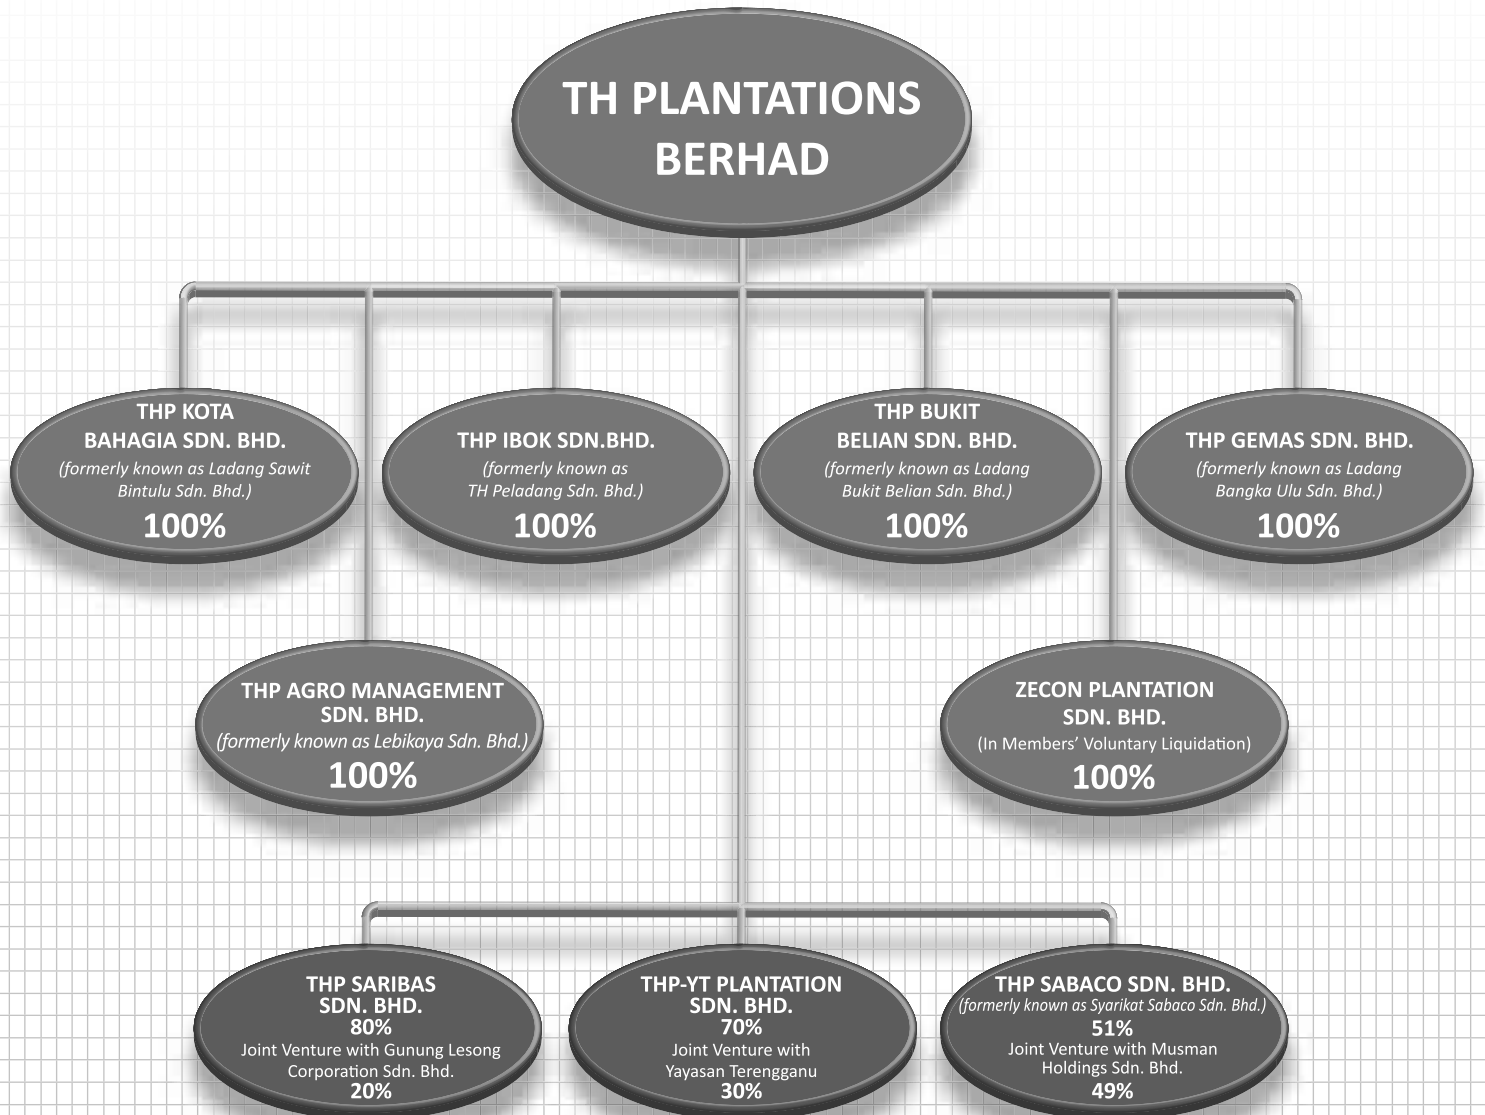 TH PLANTATIONS
BERHAD
THP KOTA
BAHAGIA SDN. BHD.
(formerly known as Ladang Sawit
Bintulu Sdn. Bhd.)
100%
THP IBOK SDN.BHD.
(formerly known as
TH Peladang Sdn. Bhd.)
100%
THP BUKIT
BELIAN SDN. BHD.
(formerly known as Ladang
Bukit Belian Sdn. Bhd.)
100%
THP GEMAS SDN. BHD.
(formerly known as Ladang
Bangka Ulu Sdn. Bhd.)
100%
THP AGRO MANAGEMENT
SDN. BHD.
(formerly known as Lebikaya Sdn. Bhd.)
100%
ZECON PLANTATION
SDN. BHD.
(In Members’ Voluntary Liquidation)
100%
THP SARIBAS
SDN. BHD.
80%
Joint Venture with Gunung Lesong
Corporation Sdn. Bhd.
20%
THP-YT PLANTATION
SDN. BHD.
70%
Joint Venture with
Yayasan Terengganu
30%
THP SABACO SDN. BHD.
(formerly known as Syarikat Sabaco Sdn. Bhd.)
51%
Joint Venture with Musman
Holdings Sdn. Bhd.
49%